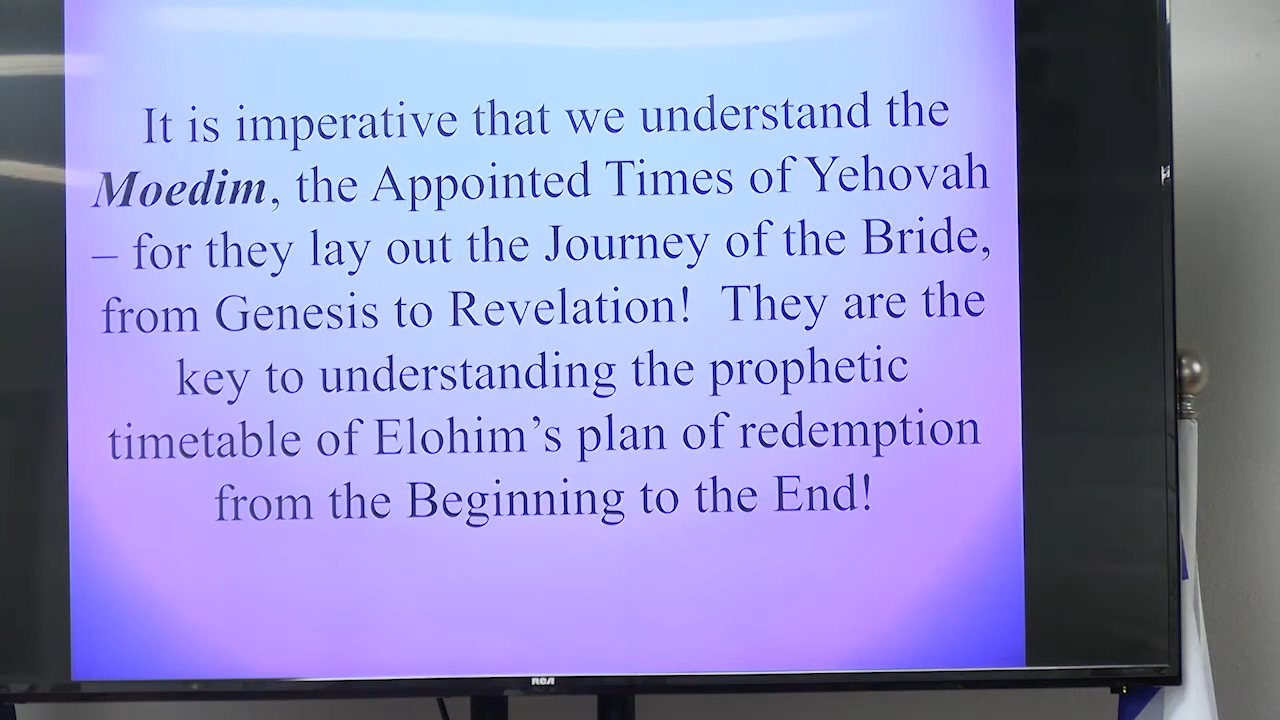 It is imperative that we understand the
Moedim, the Appointed Times of Yehovah
– for they lay out the Journey of the Bride,
from Genesis to Revelation!  They are the
key to understanding the prophetic
timetable of Elohim’s plan of redemption
from the Beginning to the End!
RCA